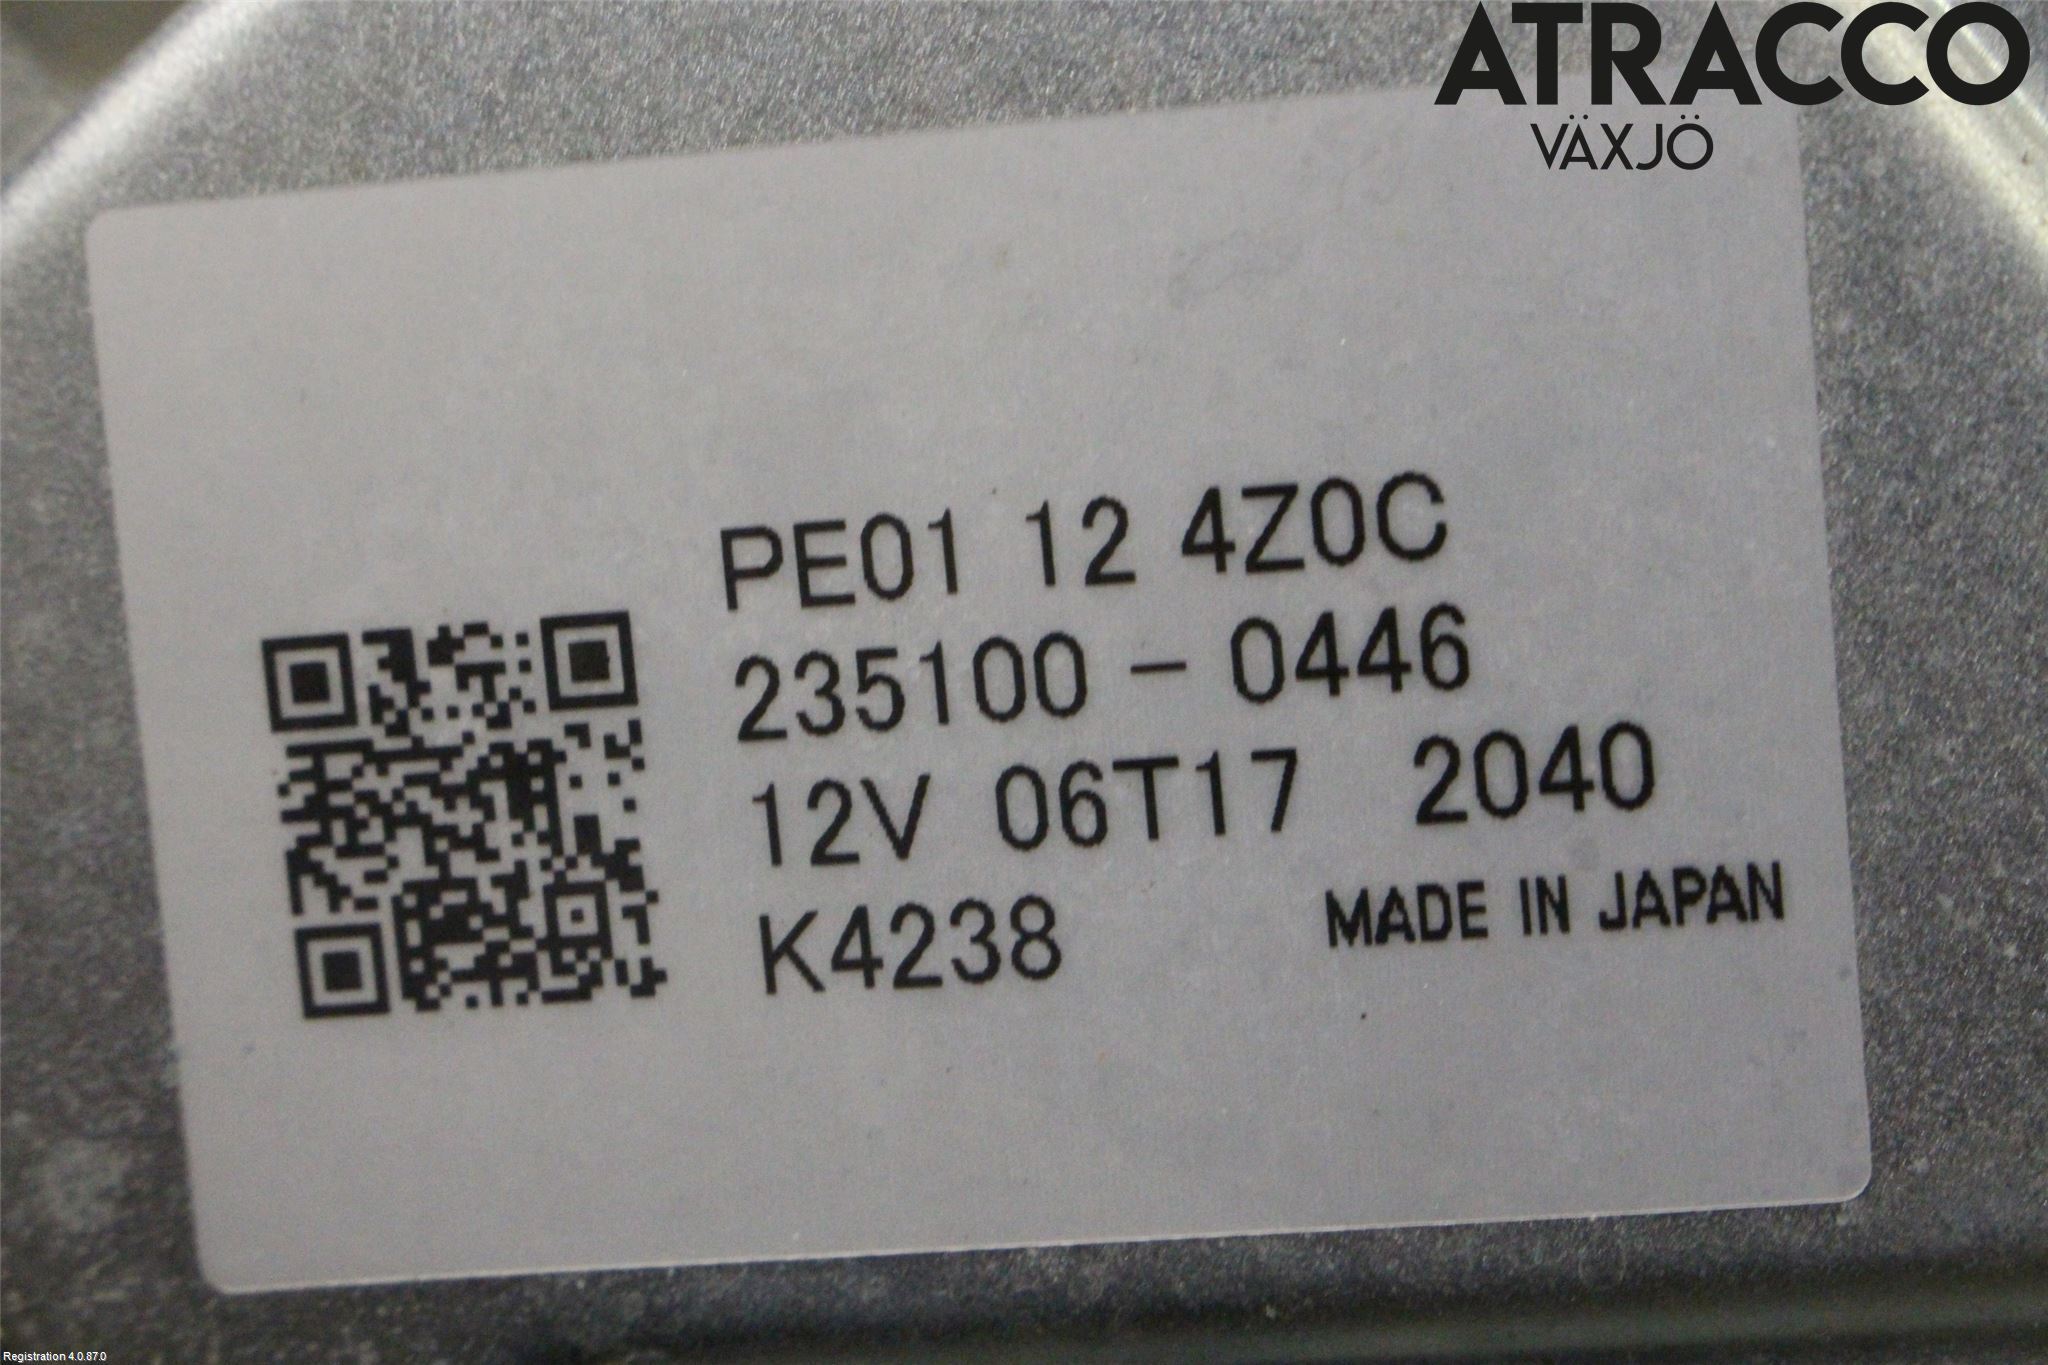 ATRACCO
VÄXJÖ
PE01 12 4Z0C
235100 - 0446
12V 06T17 2040
K4238 MADE IN JAPAN
Registration 4.0.87.0